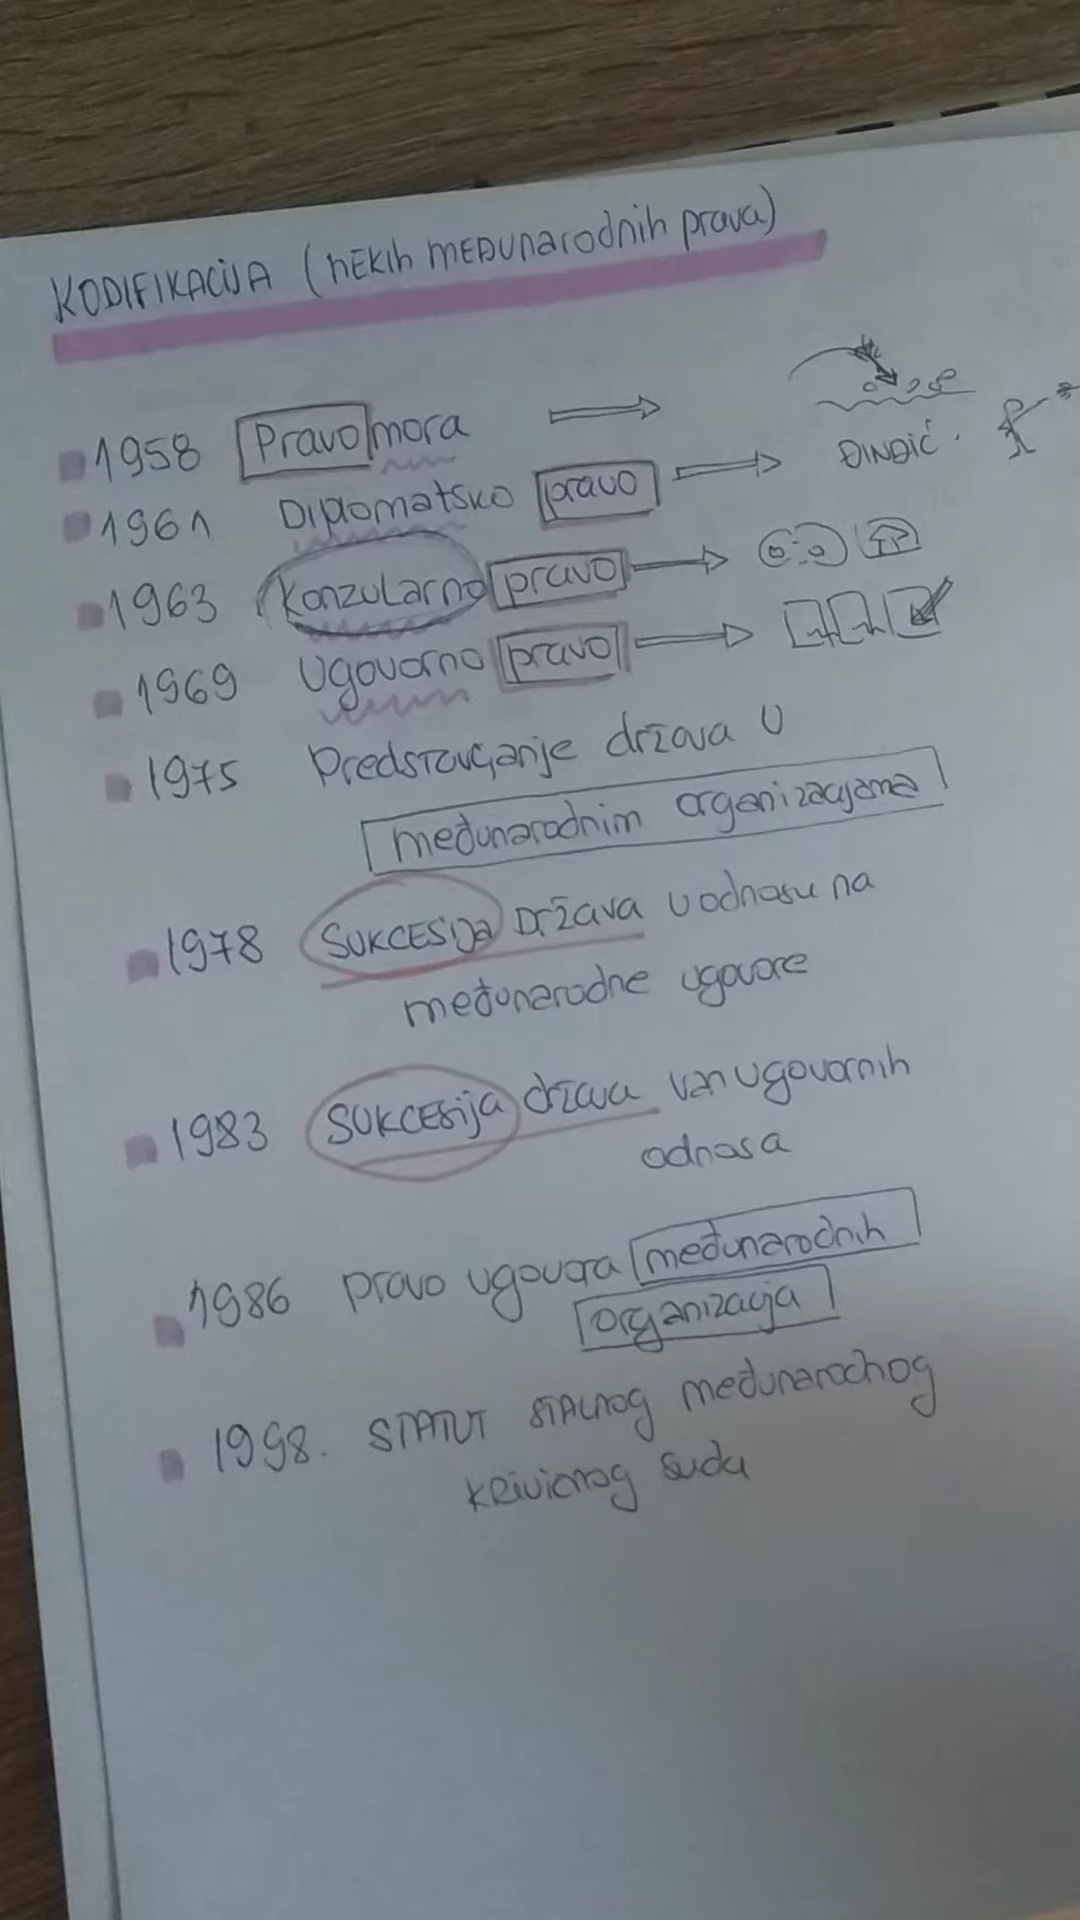 KODIFIKACIJA (nEKIh MEĐUnarodnih prava)
1958 Pravo mora
1961 Diplomatsko pravo
ĐINĐIĆ.
1963 Konzularno pravo
1969 Ugovorno pravo
1975 Predstavljanje država U
međunarodnim organizacijama
1978 SUKCESIJA Država u odnosu na
međunarodne ugovore
1983 SUKCEsija država van ugovornih
odnosa
1986 pravo ugovora međunarodnih
organizacija
1998. STATUT STALnog međunarodnog
KRivičnog suda